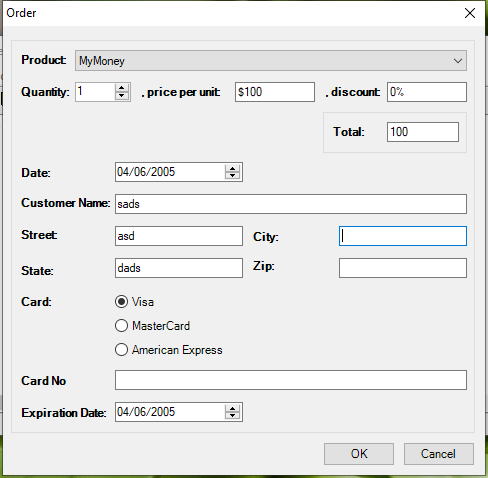 Order
Product: MyMoney
Quantity: 1 , price per unit: $100 , discount: 0%
Total: 100
Date: 04/06/2005
Customer Name: sads
Street: asd City:
State: dads Zip:
Card: Visa
MasterCard
American Express
Card No
Expiration Date: 04/06/2005
OK Cancel